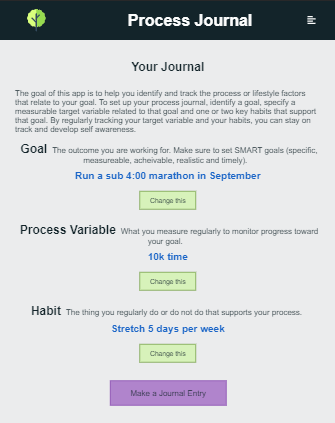 Process Journal
Your Journal
The goal of this app is to help you identify and track the process or lifestyle factors
that relate to your goal. To set up your process journal, identify a goal, specify a
measurable target variable related to that goal and one or two key habits that support
that goal. By regularly tracking your target variable and your habits, you can stay on
track and develop self awareness.
Goal The outcome you are working for. Make sure to set SMART goals (specific,
measureable, acheivable, realistic and timely).
Run a sub 4:00 marathon in September
Change this
Process Variable What you measure regularly to monitor progress toward
your goal.
10k time
Change this
Habit The thing you regularly do or do not do that supports your process.
Stretch 5 days per week
Change this
Make a Journal Entry